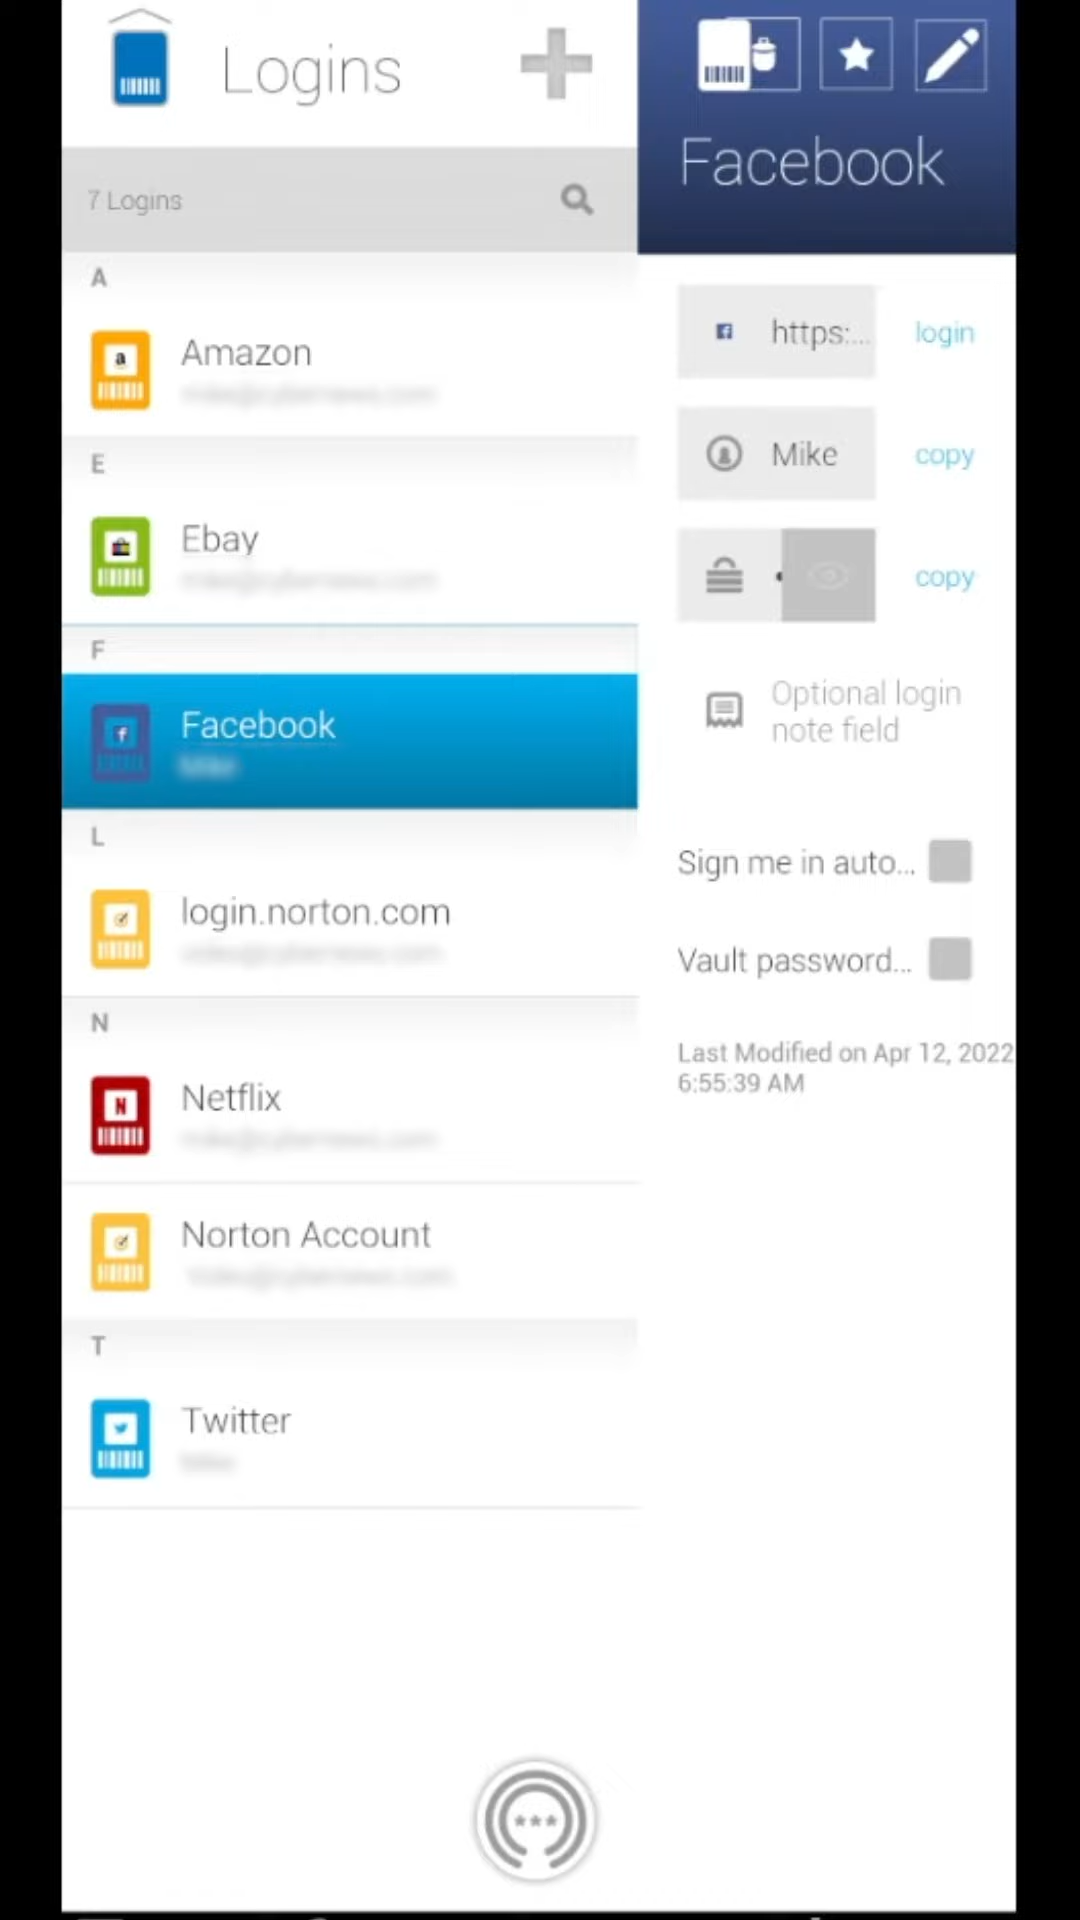 Logins
7 Logins
A
Amazon
E
Ebay
F
Facebook
L
login.norton.com
N
Netflix
Norton Account
T
Twitter
Facebook
https:... login
Mike copy
copy
Optional login
note field
Sign me in auto...
Vault password...
Last Modified on Apr 12, 2022
6:55:39 AM